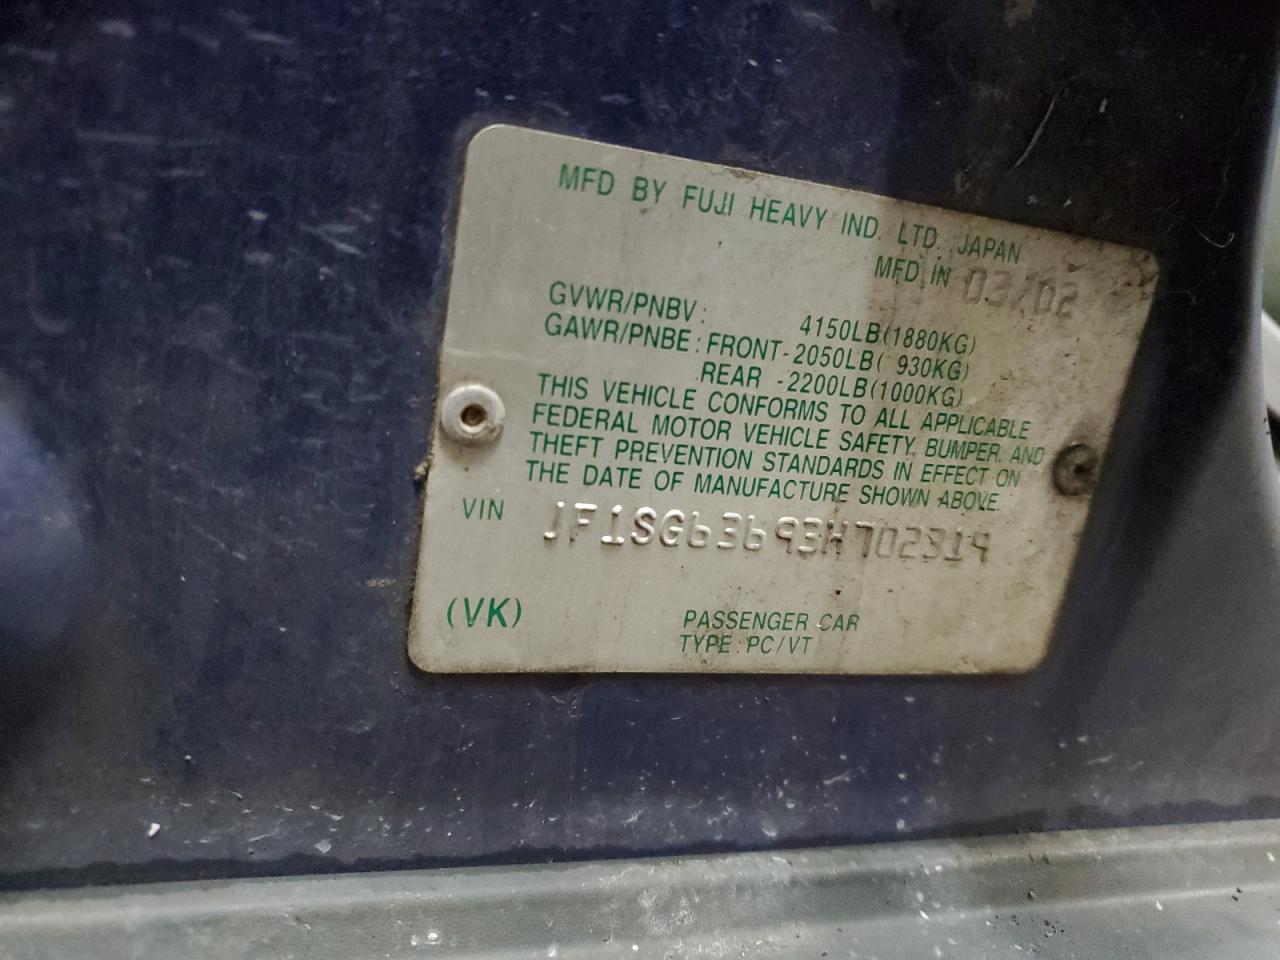 MFD BY FUJI HEAVY IND. LTD. JAPAN
MFD IN 03/02
GVWR/PNBV: 4150LB(1880KG)
GAWR/PNBE: FRONT-2050LB( 930KG)
REAR -2200LB(1000KG)
THIS VEHICLE CONFORMS TO ALL APPLICABLE
FEDERAL MOTOR VEHICLE SAFETY, BUMPER, AND
THEFT PREVENTION STANDARDS IN EFFECT ON
THE DATE OF MANUFACTURE SHOWN ABOVE.
VIN JF1SG63693H702319
(VK) PASSENGER CAR
TYPE: PC/VT